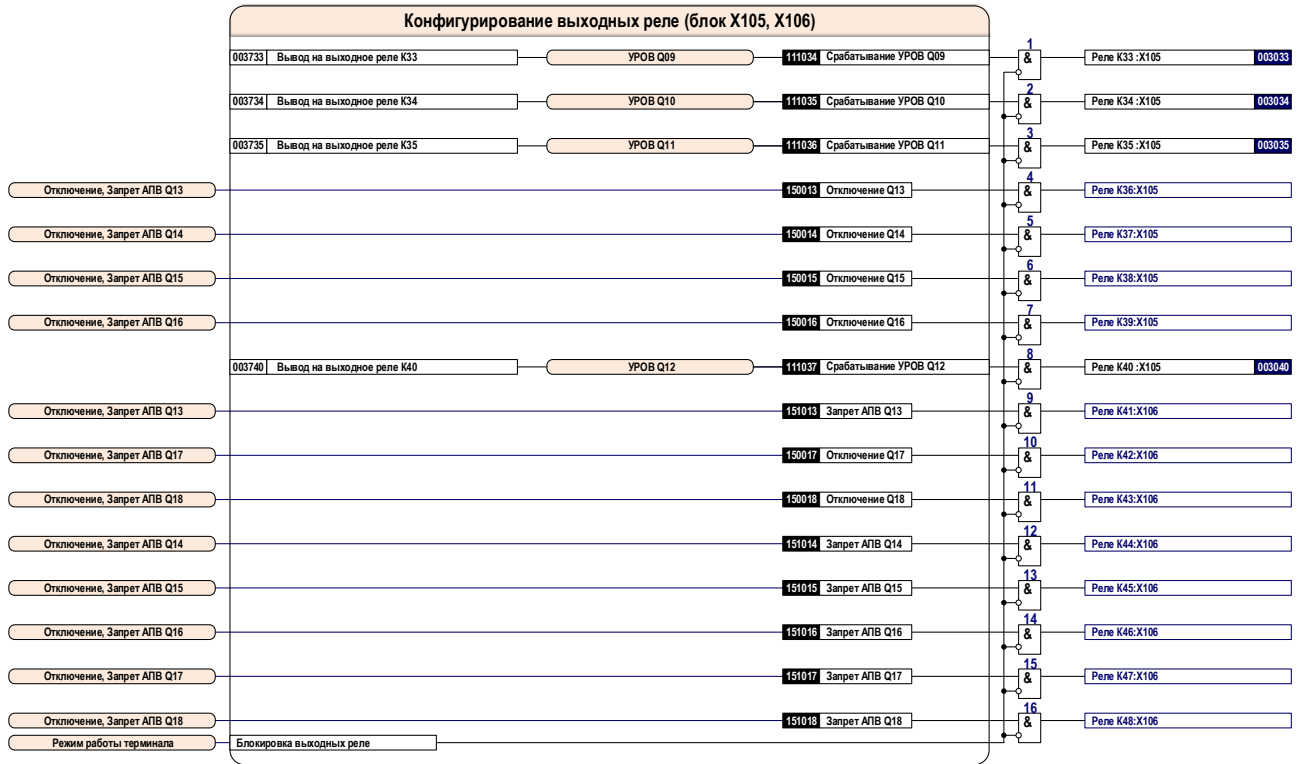 Конфигурирование выходных реле (блок X105, X106)
003733 Вывод на выходное реле К33 УРОВ Q09 111034 Срабатывание УРОВ Q09 1 & Реле К33 :X105 003033
003734 Вывод на выходное реле К34 УРОВ Q10 111035 Срабатывание УРОВ Q10 2 & Реле К34 :X105 003034
003735 Вывод на выходное реле К35 УРОВ Q11 111036 Срабатывание УРОВ Q11 3 & Реле К35 :X105 003035
Отключение, Запрет АПВ Q13 150013 Отключение Q13 4 & Реле К36:X105
Отключение, Запрет АПВ Q14 150014 Отключение Q14 5 & Реле К37:X105
Отключение, Запрет АПВ Q15 150015 Отключение Q15 6 & Реле К38:X105
Отключение, Запрет АПВ Q16 150016 Отключение Q16 7 & Реле К39:X105
003740 Вывод на выходное реле К40 УРОВ Q12 111037 Срабатывание УРОВ Q12 8 & Реле К40 :X105 003040
Отключение, Запрет АПВ Q13 151013 Запрет АПВ Q13 9 & Реле К41:X106
Отключение, Запрет АПВ Q17 150017 Отключение Q17 10 & Реле К42:X106
Отключение, Запрет АПВ Q18 150018 Отключение Q18 11 & Реле К43:X106
Отключение, Запрет АПВ Q14 151014 Запрет АПВ Q14 12 & Реле К44:X106
Отключение, Запрет АПВ Q15 151015 Запрет АПВ Q15 13 & Реле К45:X106
Отключение, Запрет АПВ Q16 151016 Запрет АПВ Q16 14 & Реле К46:X106
Отключение, Запрет АПВ Q17 151017 Запрет АПВ Q17 15 & Реле К47:X106
Отключение, Запрет АПВ Q18 151018 Запрет АПВ Q18 16 & Реле К48:X106
Режим работы терминала Блокировка выходных реле